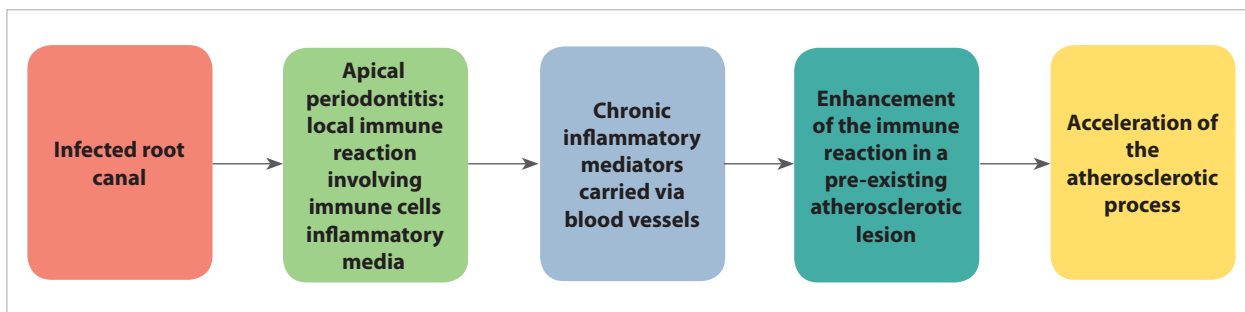 Infected root
canal
Apical
periodontitis:
local immune
reaction
involving
immune cells
inflammatory
media
Chronic
inflammatory
mediators
carried via
blood vessels
Enhancement
of the immune
reaction in a
pre-existing
atherosclerotic
lesion
Acceleration of
the
atherosclerotic
process